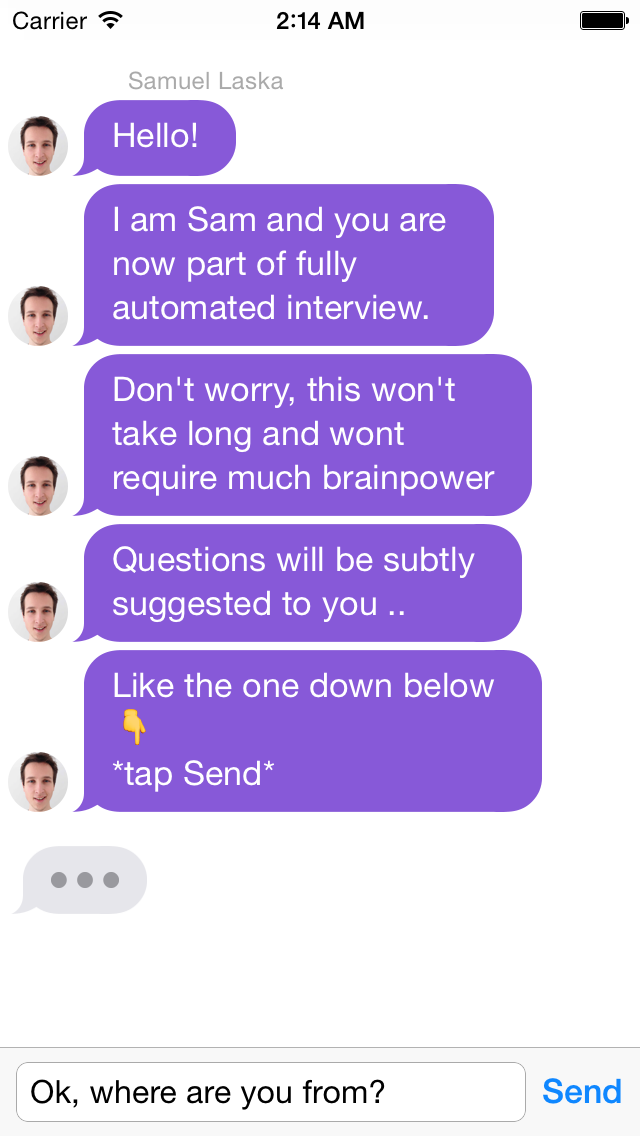 Carrier 2:14 AM
Samuel Laska
Hello!
I am Sam and you are
now part of fully
automated interview.
Don't worry, this won't
take long and wont
require much brainpower
Questions will be subtly
suggested to you ..
Like the one down below
👇
*tap Send*
Ok, where are you from? Send